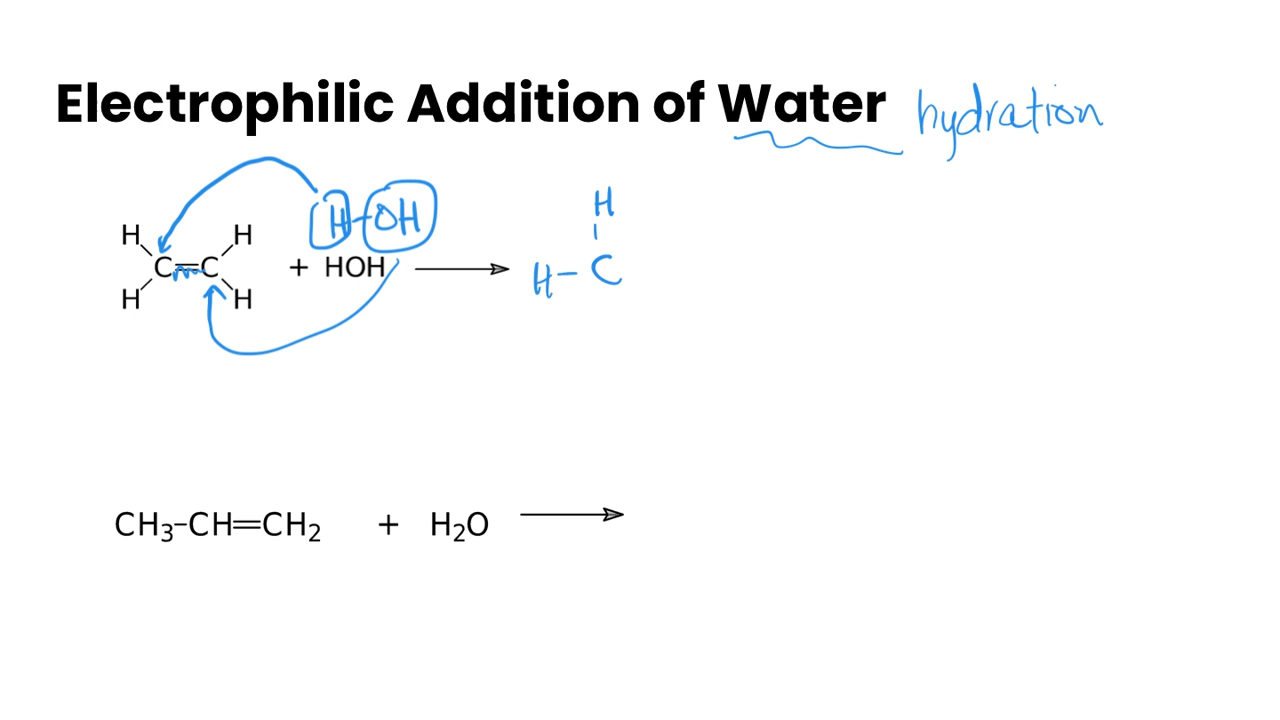 Electrophilic Addition of Water hydration
H-OH H
H H
C=C + HOH H-C
H H
CH₃-CH=CH₂ + H₂O